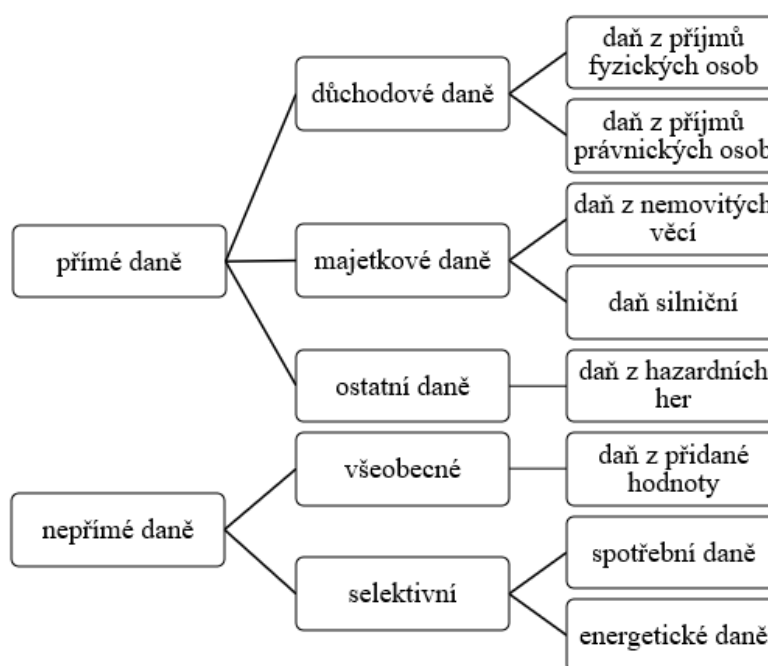 přímé daně
důchodové daně
daň z příjmů
fyzických osob
daň z příjmů
právnických osob
majetkové daně
daň z nemovitých
věcí
daň silniční
ostatní daně
daň z hazardních
her
nepřímé daně
všeobecné
daň z přidané
hodnoty
selektivní
spotřební daně
energetické daně